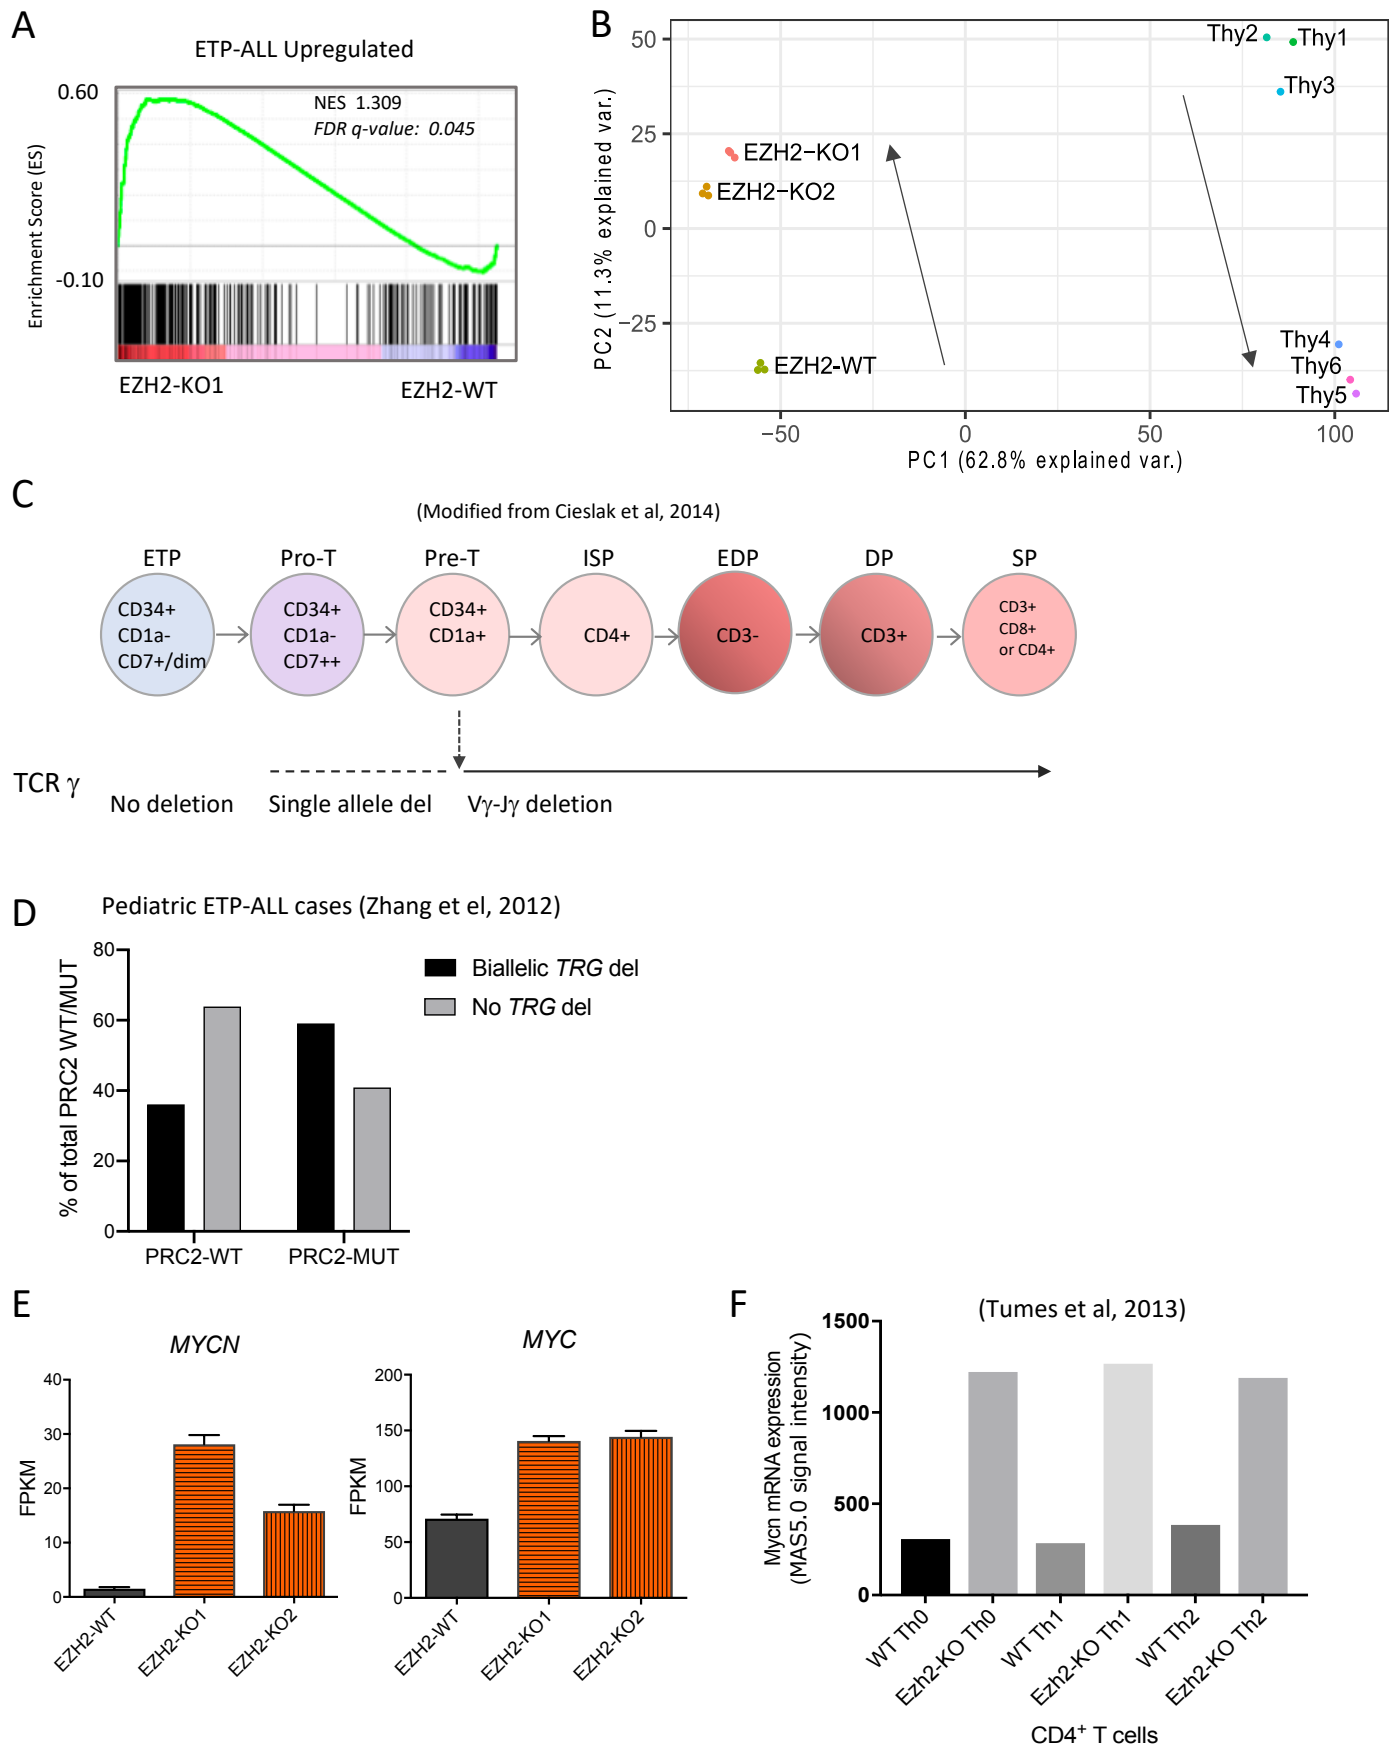 A
ETP-ALL Upregulated
0.60
-0.10
Enrichment Score (ES)
NES 1.309
FDR q-value: 0.045
EZH2-KO1
EZH2-WT
B
50
25
0
−25
PC2 (11.3% explained var.)
Thy2
Thy1
Thy3
EZH2−KO1
EZH2−KO2
EZH2-WT
Thy4
Thy6
Thy5
−50
0
50
100
PC1 (62.8% explained var.)
C
(Modified from Cieslak et al, 2014)
ETP
Pro-T
Pre-T
ISP
EDP
DP
SP
CD34+
CD1a-
CD7+/dim
CD34+
CD1a-
CD7++
CD34+
CD1a+
CD4+
CD3-
CD3+
CD3+
CD8+
or CD4+
TCR γ
No deletion
Single allele del
Vγ-Jγ deletion
D
Pediatric ETP-ALL cases (Zhang et el, 2012)
% of total PRC2 WT/MUT
80
60
40
20
0
PRC2-WT
PRC2-MUT
Biallelic TRG del
No TRG del
E
MYCN
FPKM
40
30
20
10
0
EZH2-WT
EZH2-KO1
EZH2-KO2
MYC
FPKM
200
150
100
50
0
EZH2-WT
EZH2-KO1
EZH2-KO2
F
(Tumes et al, 2013)
Mycn mRNA expression
(MAS5.0 signal intensity)
1500
1000
500
0
WT Th0
Ezh2-KO Th0
WT Th1
Ezh2-KO Th1
WT Th2
Ezh2-KO Th2
CD4⁺ T cells